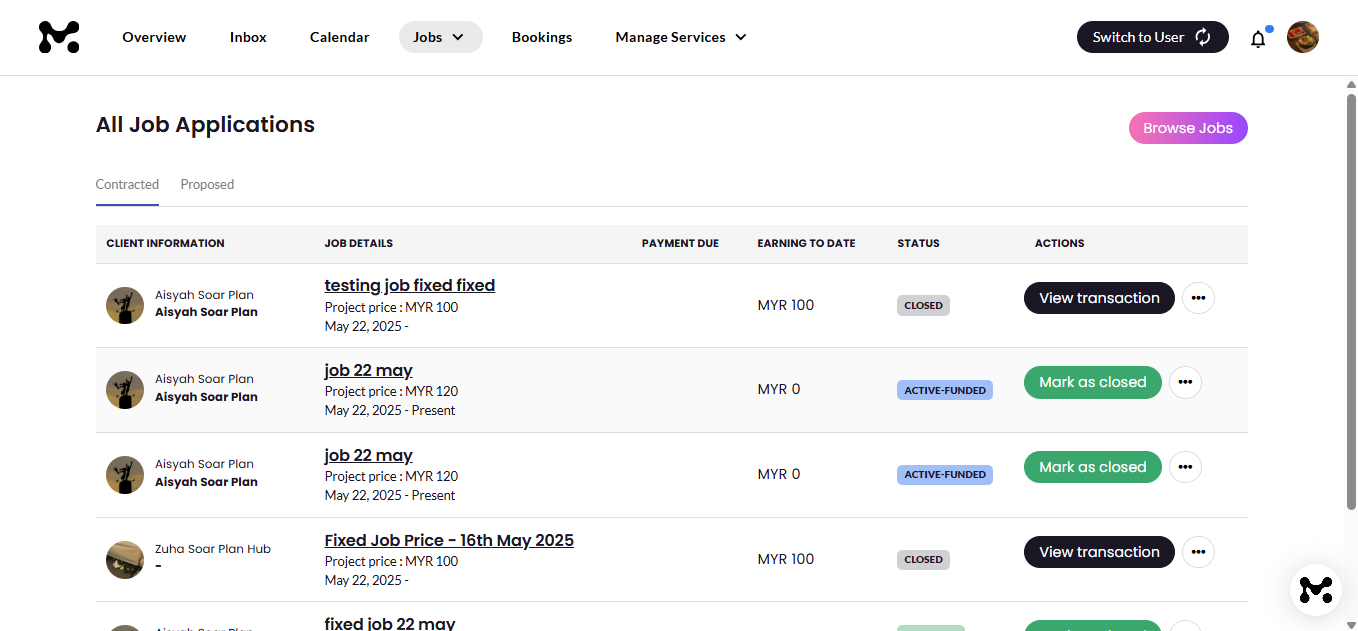 Overview
Inbox
Calendar
Jobs
Bookings
Manage Services
Switch to User
All Job Applications
Browse Jobs
Contracted
Proposed
CLIENT INFORMATION
JOB DETAILS
PAYMENT DUE
EARNING TO DATE
STATUS
ACTIONS
Aisyah Soar Plan
Aisyah Soar Plan
testing job fixed fixed
Project price : MYR 100
May 22, 2025 -
MYR 100
CLOSED
View transaction
Aisyah Soar Plan
Aisyah Soar Plan
job 22 may
Project price : MYR 120
May 22, 2025 - Present
MYR 0
ACTIVE-FUNDED
Mark as closed
Aisyah Soar Plan
Aisyah Soar Plan
job 22 may
Project price : MYR 120
May 22, 2025 - Present
MYR 0
ACTIVE-FUNDED
Mark as closed
Zuha Soar Plan Hub
-
Fixed Job Price - 16th May 2025
Project price : MYR 100
May 22, 2025 -
MYR 100
CLOSED
View transaction
Aisyah Soar Plan
fixed job 22 may